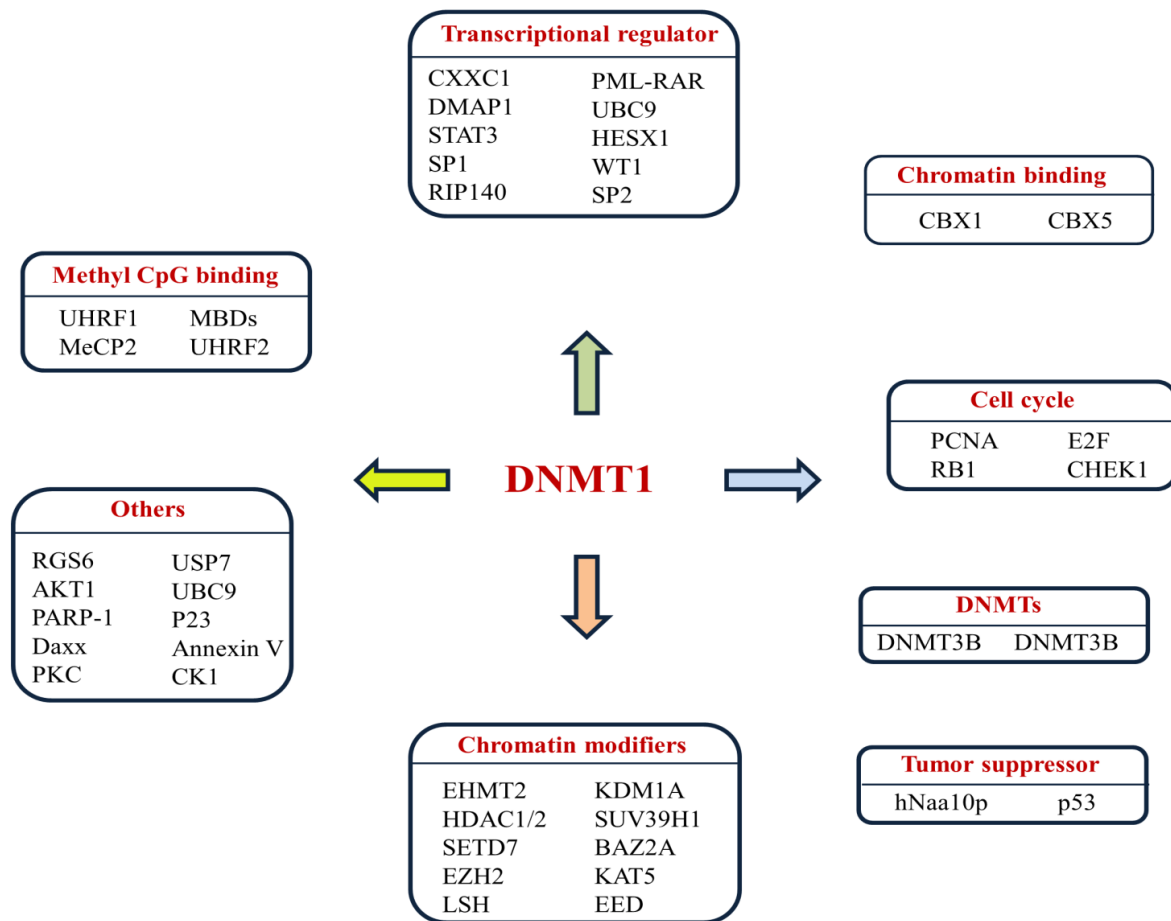 Transcriptional regulator
CXXC1 PML-RAR
DMAP1 UBC9
STAT3 HESX1
SP1 WT1
RIP140 SP2
Chromatin binding
CBX1 CBX5
Methyl CpG binding
UHRF1 MBDs
MeCP2 UHRF2
Cell cycle
PCNA E2F
RB1 CHEK1
DNMT1
Others
RGS6 USP7
AKT1 UBC9
PARP-1 P23
Daxx Annexin V
PKC CK1
DNMTs
DNMT3B DNMT3B
Chromatin modifiers
EHMT2 KDM1A
HDAC1/2 SUV39H1
SETD7 BAZ2A
EZH2 KAT5
LSH EED
Tumor suppressor
hNaa10p p53